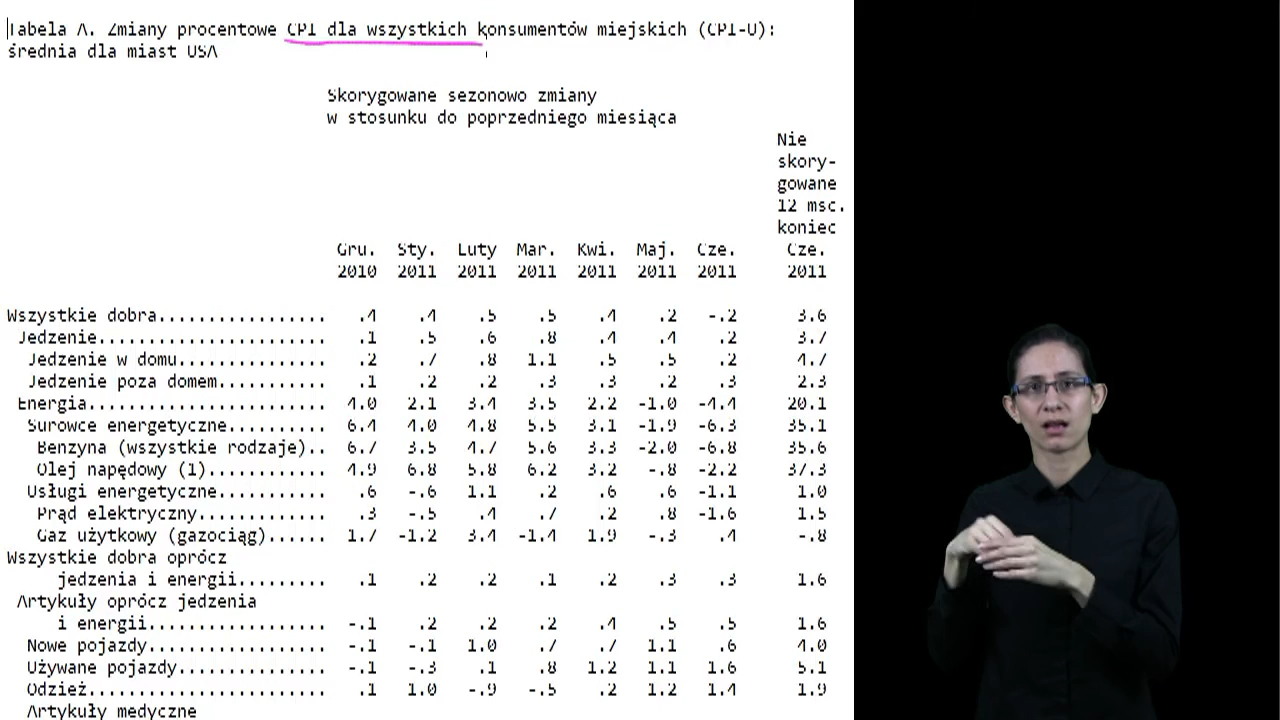 Tabela A. Zmiany procentowe CPI dla wszystkich konsumentów miejskich (CPI-U):
średnia dla miast USA
Skorygowane sezonowo zmiany
w stosunku do poprzedniego miesiąca
Nie
skory-
gowane
12 msc.
koniec
Gru. Sty. Luty Mar. Kwi. Maj. Cze. Cze.
2010 2011 2011 2011 2011 2011 2011 2011
Wszystkie dobra................. .4 .4 .5 .5 .4 .2 -.2 3.6
Jedzenie....................... .1 .5 .6 .8 .4 .4 .2 3.7
Jedzenie w domu............... .2 .7 .8 1.1 .5 .5 .2 4.7
Jedzenie poza domem........... .1 .2 .2 .3 .3 .2 .3 2.3
Energia........................ 4.0 2.1 3.4 3.5 2.2 -1.0 -4.4 20.1
Surowce energetyczne.......... 6.4 4.0 4.8 5.5 3.1 -1.9 -6.3 35.1
Benzyna (wszystkie rodzaje).. 6.7 3.5 4.7 5.6 3.3 -2.0 -6.8 35.6
Olej napędowy (1)............ 4.9 6.8 5.8 6.2 3.2 -.8 -2.2 37.3
Usługi energetyczne........... .6 -.6 1.1 .2 .6 .6 -1.1 1.0
Prąd elektryczny............. .3 -.5 .4 .7 .2 .8 -1.6 1.5
Gaz użytkowy (gazociąg)...... 1.7 -1.2 3.4 -1.4 1.9 -.3 .4 -.8
Wszystkie dobra oprócz
jedzenia i energii......... .1 .2 .2 .1 .2 .3 .3 1.6
Artykuły oprócz jedzenia
i energii.................. -.1 .2 .2 .2 .4 .5 .5 1.6
Nowe pojazdy.................. -.1 -.1 1.0 .7 .7 1.1 .6 4.0
Używane pojazdy............... -.1 -.3 .1 .8 1.2 1.1 1.6 5.1
Odzież........................ .1 1.0 -.9 -.5 .2 1.2 1.4 1.9
Artykuły medyczne